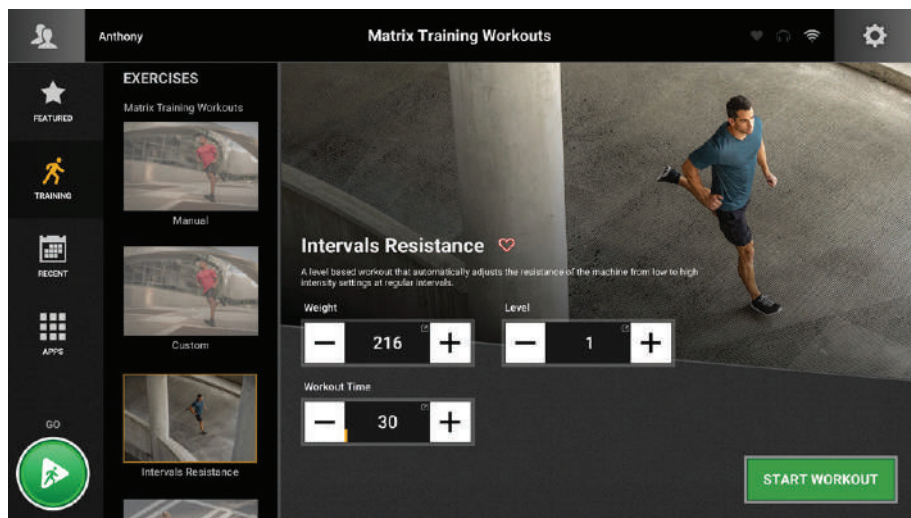 Anthony
Matrix Training Workouts
FEATURED
TRAINING
RECENT
APPS
GO
EXERCISES
Matrix Training Workouts
Manual
Custom
Intervals Resistance
Intervals Resistance
A level based workout that automatically adjusts the resistance of the machine from low to high
intensity settings at regular intervals.
Weight
Level
216
1
Workout Time
30
START WORKOUT